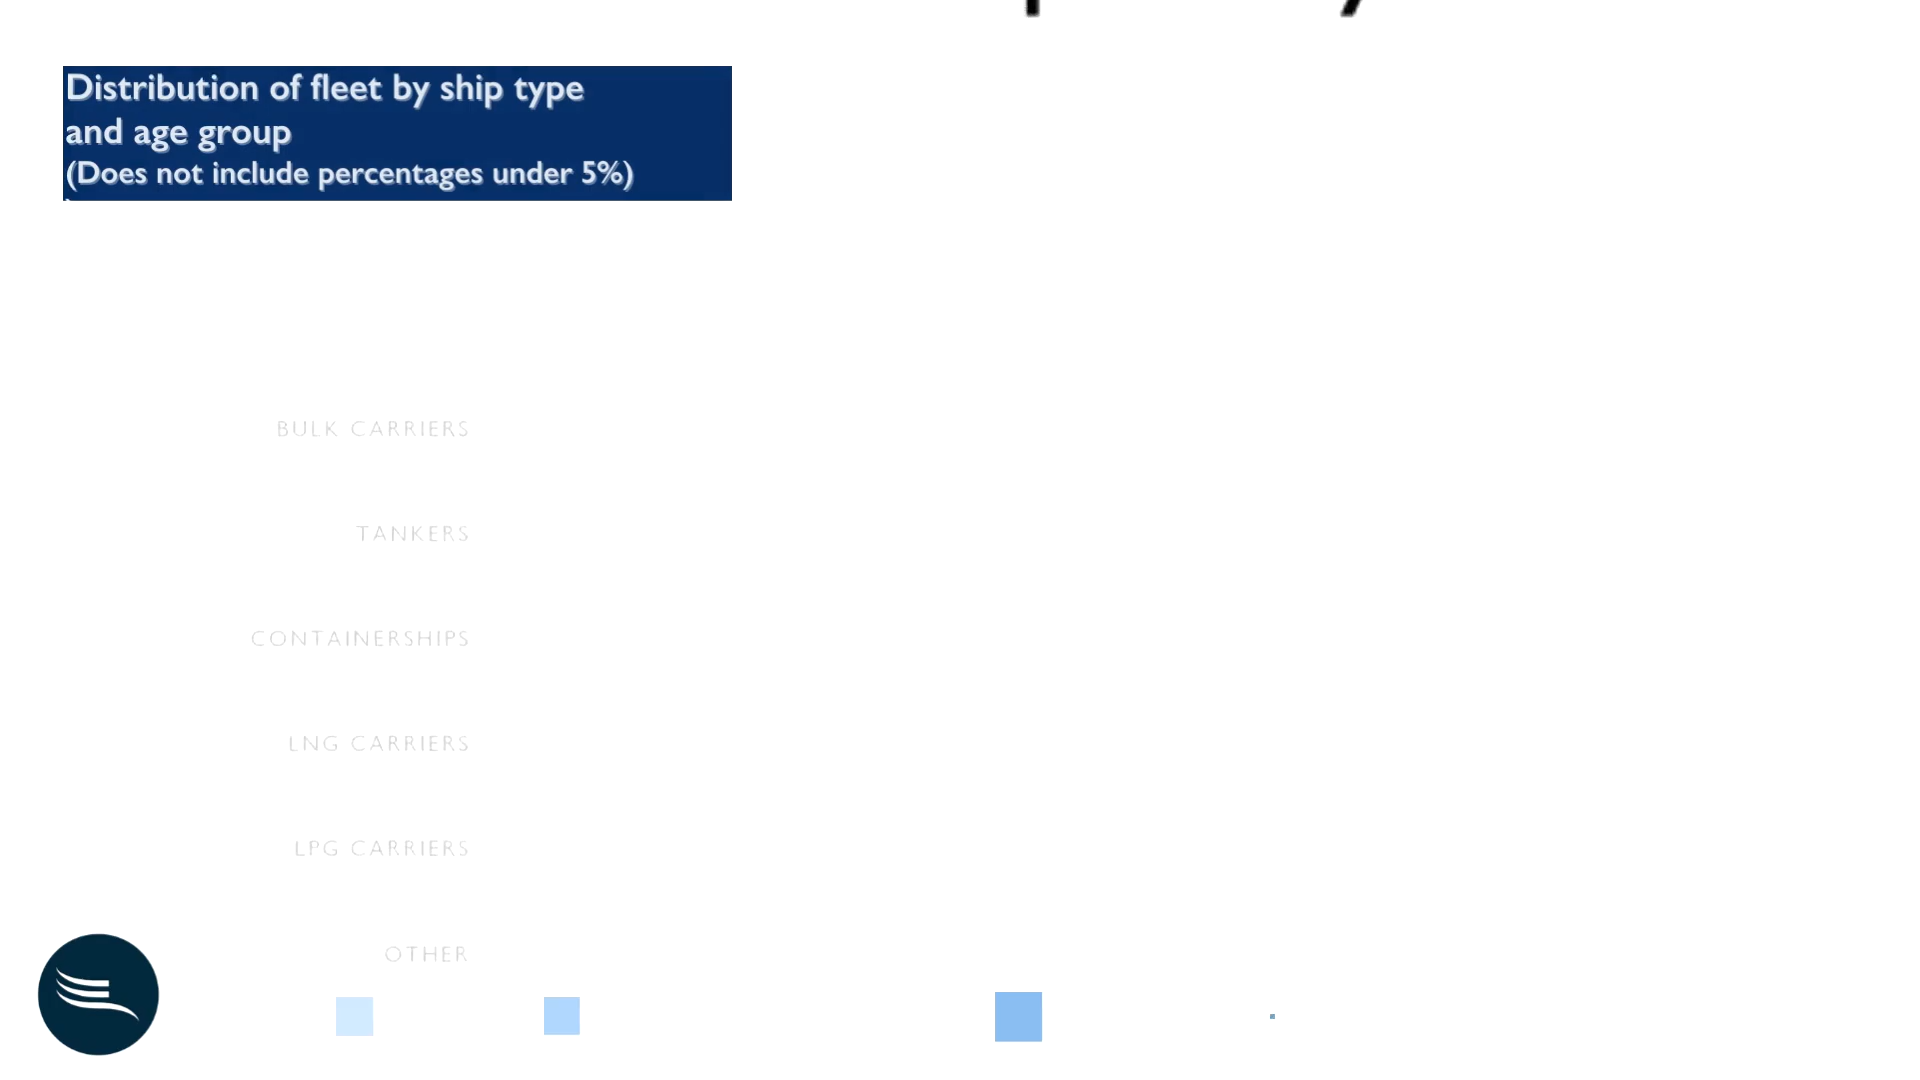 Distribution of fleet by ship type
and age group
(Does not include percentages under 5%)
BULK CARRIERS
TANKERS
CONTAINERSHIPS
LNG CARRIERS
LPG CARRIERS
OTHER